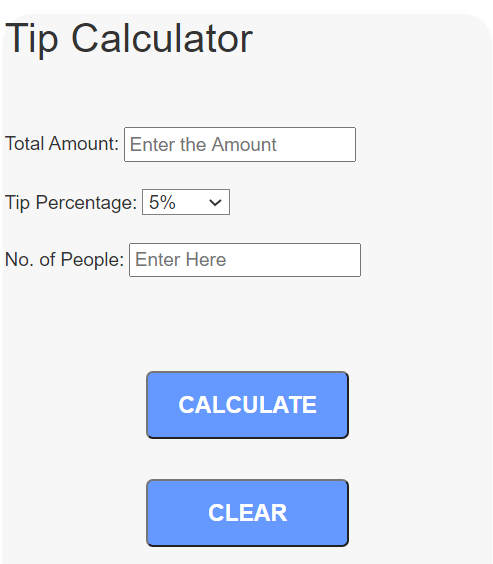 Tip Calculator
Total Amount: Enter the Amount
Tip Percentage: 5%
No. of People: Enter Here
CALCULATE
CLEAR